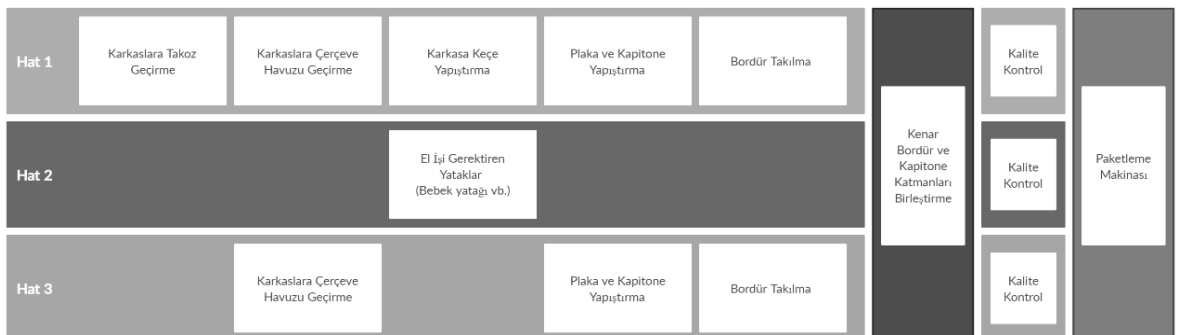 Hat 1
Karkaslara Takoz
Geçirme
Karkaslara Çerçeve
Havuzu Geçirme
Karkasa Keçe
Yapıştırma
Plaka ve Kapitone
Yapıştırma
Bordür Takılma
Hat 2
El İşi Gerektiren
Yataklar
(Bebek yatağı vb.)
Hat 3
Karkaslara Çerçeve
Havuzu Geçirme
Plaka ve Kapitone
Yapıştırma
Bordür Takılma
Kenar
Bordür ve
Kapitone
Katmanları
Birleştirme
Kalite
Kontrol
Kalite
Kontrol
Kalite
Kontrol
Paketleme
Makinası